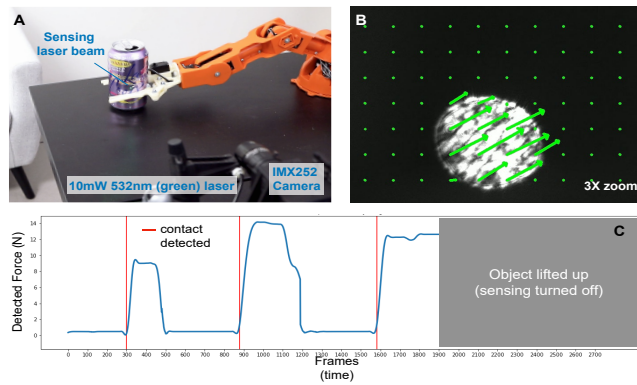 A
Sensing
laser beam
10mW 532nm (green) laser
IMX252
Camera
B
3X zoom
Detected Force (N)
14
12
10
8
6
4
2
0
contact
detected
C
Object lifted up
(sensing turned off)
0 100 200 300 400 500 600 700 800 900 1000 1100 1200 1300 1400 1500 1600 1700 1800 1900 2000 2100 2200 2300 2400 2500 2600 2700
Frames
(time)